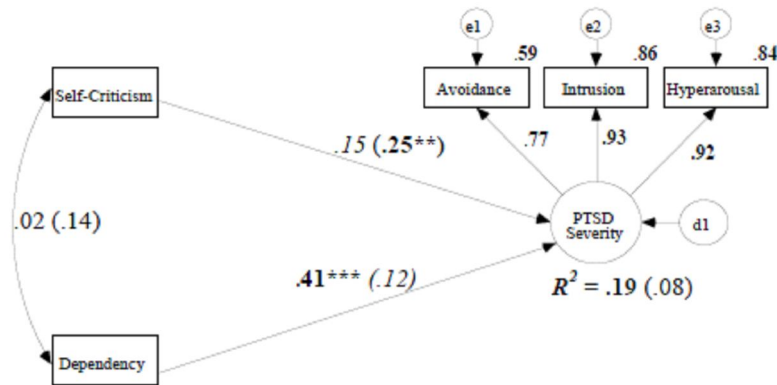 e1
e2
e3
.59
.86
.84
Avoidance
Intrusion
Hyperarousal
Self-Criticism
.77
.93
.92
.15 (.25**)
.02 (.14)
PTSD
Severity
d1
.41*** (.12)
R² = .19 (.08)
Dependency